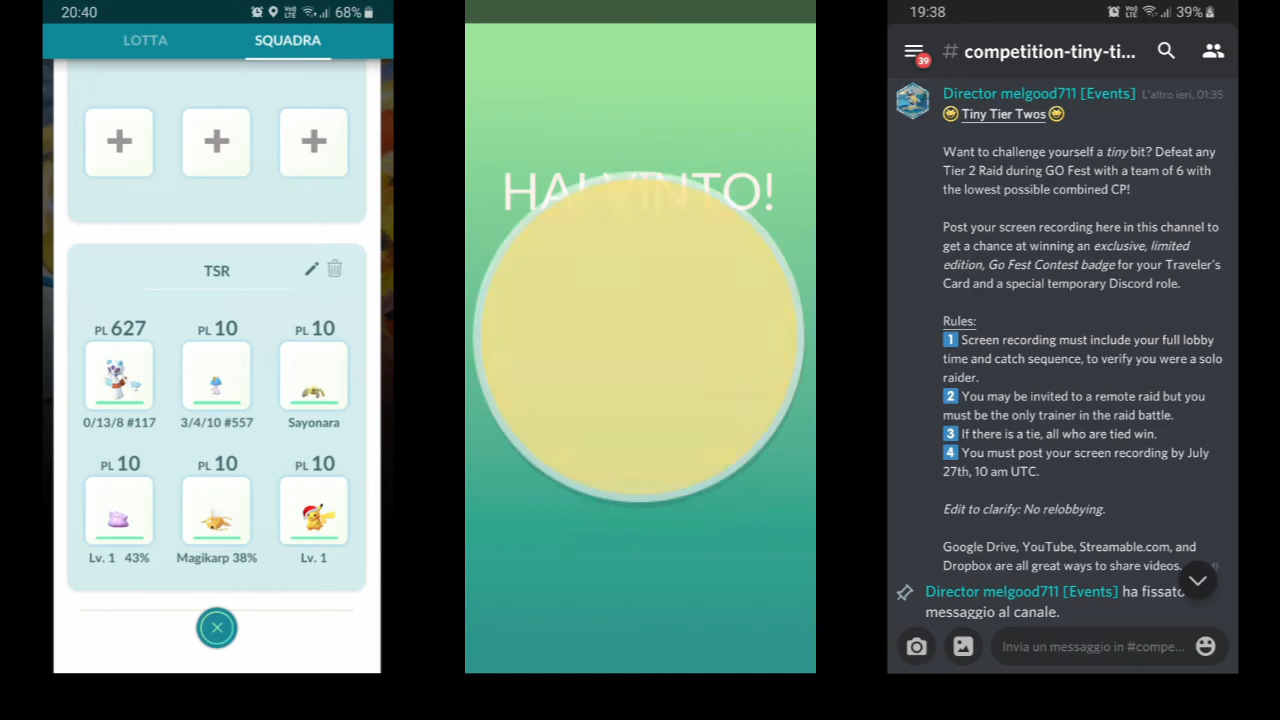 20:40
68%
LOTTA
SQUADRA
TSR
PL 627
PL 10
PL 10
0/13/8 #117
3/4/10 #557
Sayonara
PL 10
PL 10
PL 10
Lv. 1 43%
Magikarp 38%
Lv. 1
HAI VINTO!
19:38
39%
39
# competition-tiny-ti...
Director melgood711 [Events] L'altro ieri, 01:35
Tiny Tier Twos
Want to challenge yourself a tiny bit? Defeat any
Tier 2 Raid during GO Fest with a team of 6 with
the lowest possible combined CP!
Post your screen recording here in this channel to
get a chance at winning an exclusive, limited
edition, Go Fest Contest badge for your Traveler's
Card and a special temporary Discord role.
Rules:
1 Screen recording must include your full lobby
time and catch sequence, to verify you were a solo
raider.
2 You may be invited to a remote raid but you
must be the only trainer in the raid battle.
3 If there is a tie, all who are tied win.
4 You must post your screen recording by July
27th, 10 am UTC.
Edit to clarify: No relobbying.
Google Drive, YouTube, Streamable.com, and
Dropbox are all great ways to share videos.
Director melgood711 [Events] ha fissato
messaggio al canale.
Invia un messaggio in #compe...